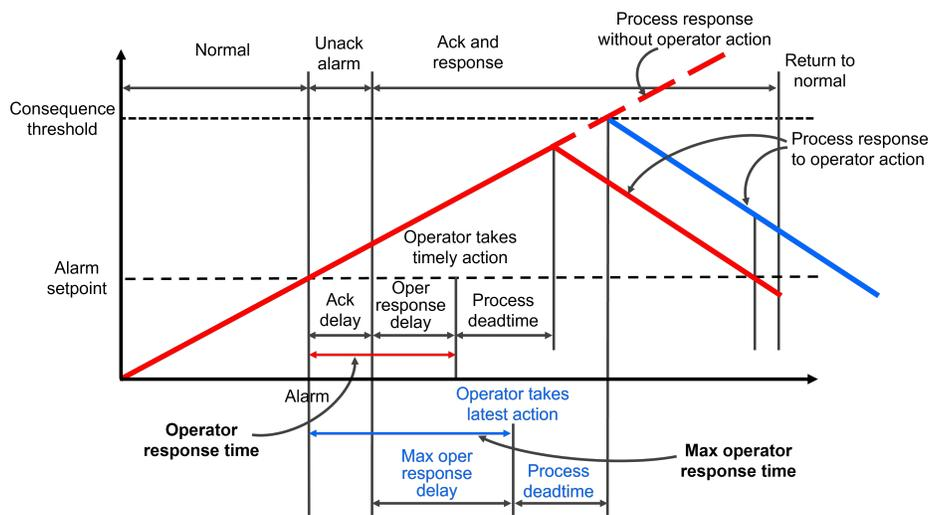 Process response
without operator action
Normal
Unack
alarm
Ack and
response
Return to
normal
Consequence
threshold
Process response
to operator action
Operator takes
timely action
Alarm
setpoint
Ack
delay
Oper
response
delay
Process
deadtime
Alarm
Operator takes
latest action
Operator
response time
Max oper
response
delay
Process
deadtime
Max operator
response time